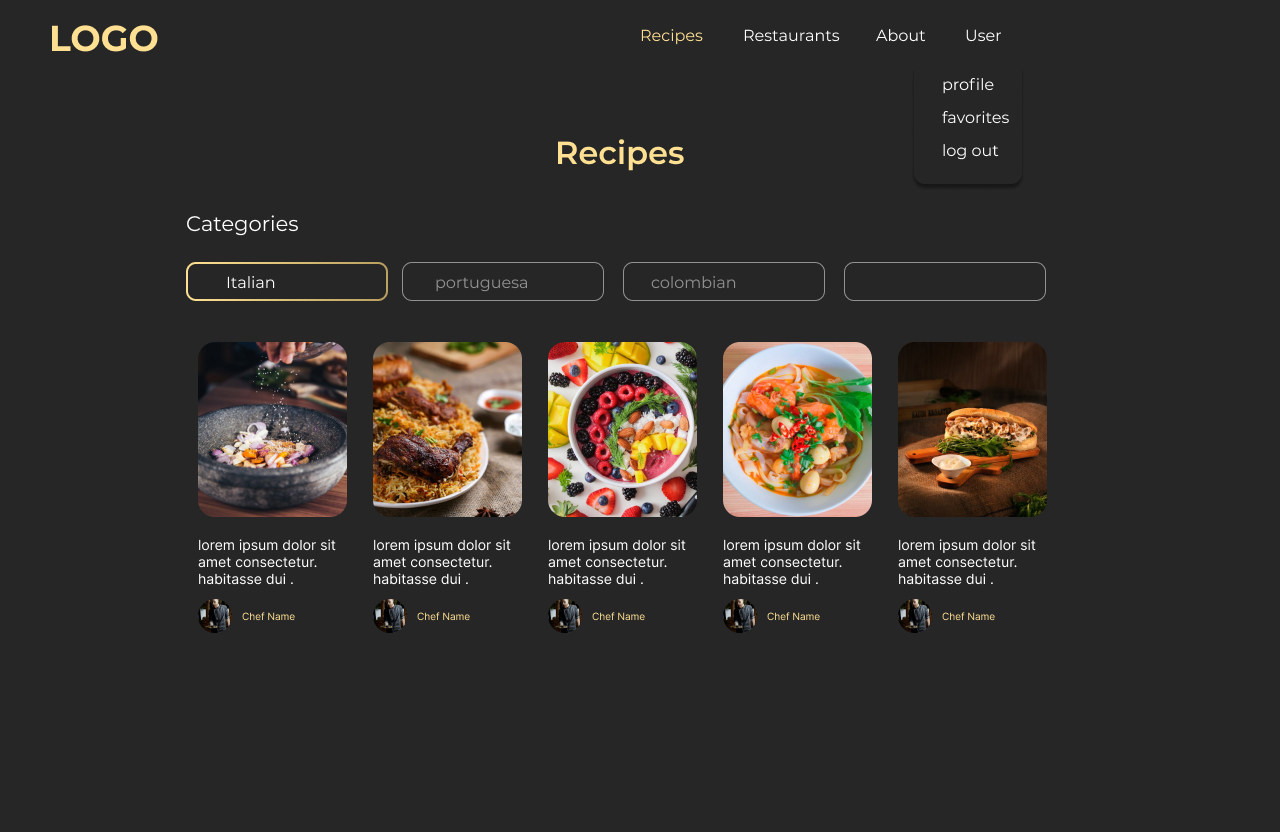 LOGO
Recipes
Restaurants
About
User
profile
favorites
log out
Recipes
Categories
Italian
portuguesa
colombian
lorem ipsum dolor sit
amet consectetur.
habitasse dui .
Chef Name
lorem ipsum dolor sit
amet consectetur.
habitasse dui .
Chef Name
lorem ipsum dolor sit
amet consectetur.
habitasse dui .
Chef Name
lorem ipsum dolor sit
amet consectetur.
habitasse dui .
Chef Name
lorem ipsum dolor sit
amet consectetur.
habitasse dui .
Chef Name